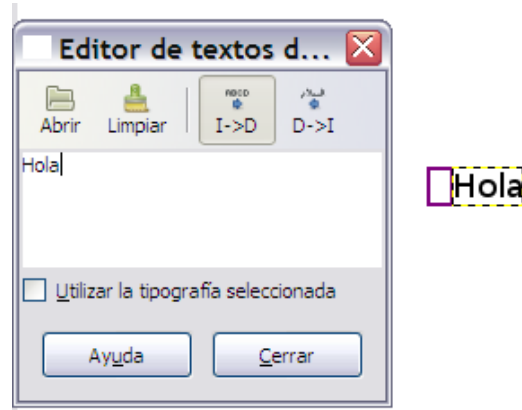 Editor de textos d...
Abrir Limpiar I->D D->I
Hola
Hola
Utilizar la tipografía seleccionada
Ayuda Cerrar